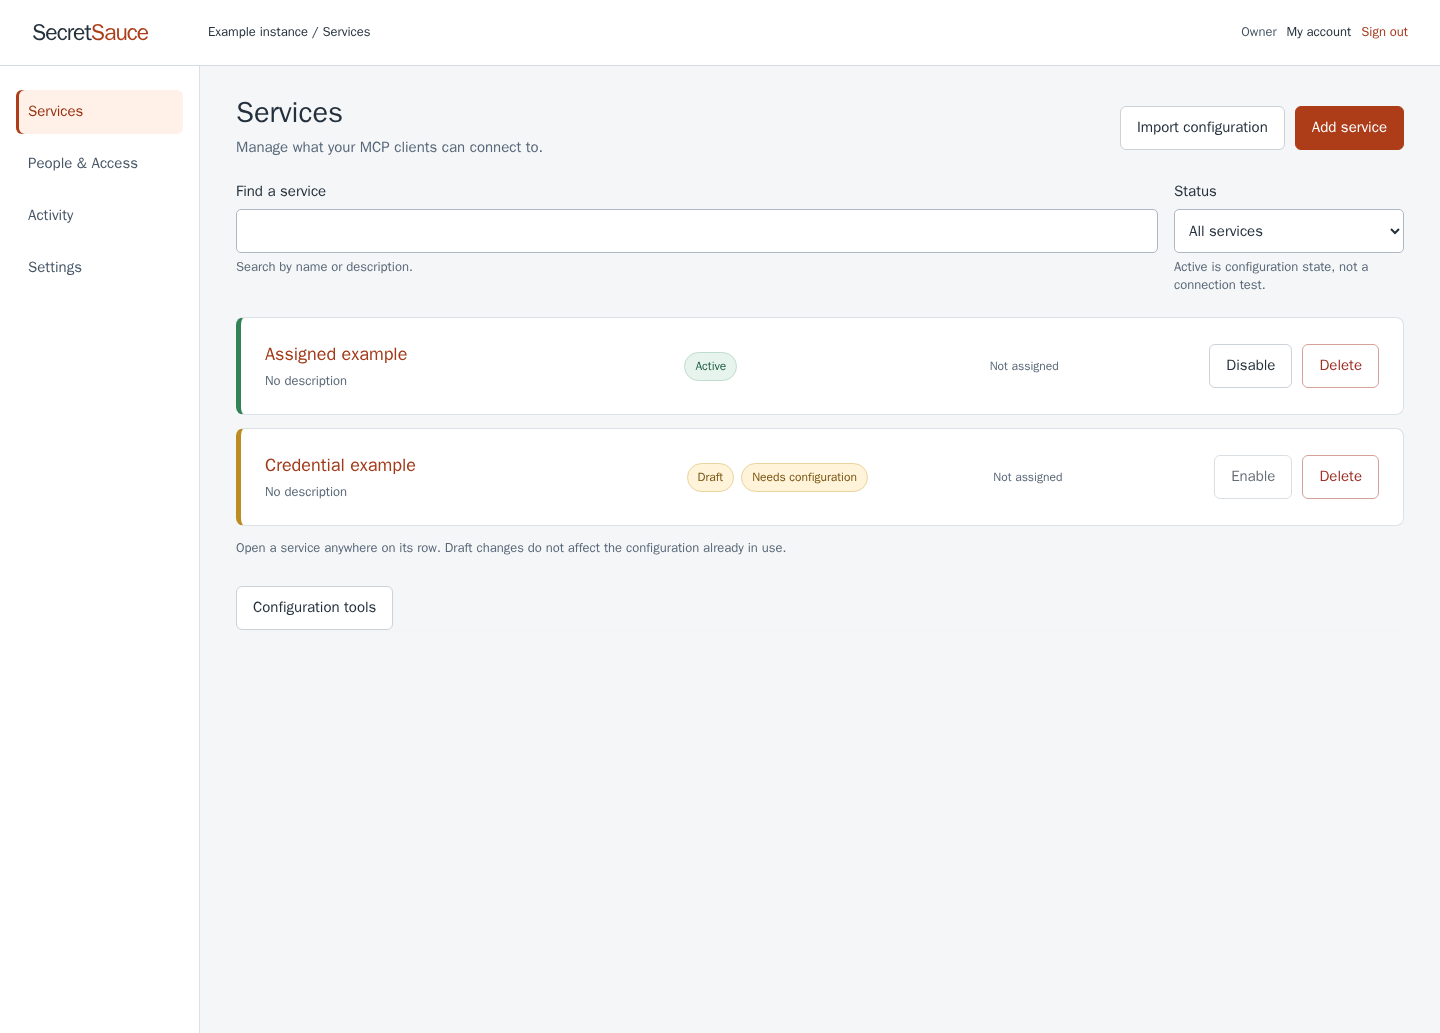 SecretSauce
Example instance / Services
Owner My account Sign out
Services
People & Access
Activity
Settings
Services
Manage what your MCP clients can connect to.
Import configuration
Add service
Find a service
Search by name or description.
Status
All services
Active is configuration state, not a
connection test.
Assigned example
No description
Active
Not assigned
Disable
Delete
Credential example
No description
Draft
Needs configuration
Not assigned
Enable
Delete
Open a service anywhere on its row. Draft changes do not affect the configuration already in use.
Configuration tools